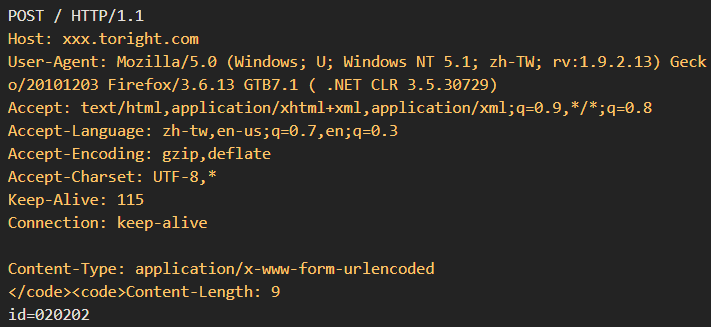 POST / HTTP/1.1
Host: xxx.toright.com
User-Agent: Mozilla/5.0 (Windows; U; Windows NT 5.1; zh-TW; rv:1.9.2.13) Geck
o/20101203 Firefox/3.6.13 GTB7.1 ( .NET CLR 3.5.30729)
Accept: text/html,application/xhtml+xml,application/xml;q=0.9,*/*;q=0.8
Accept-Language: zh-tw,en-us;q=0.7,en;q=0.3
Accept-Encoding: gzip,deflate
Accept-Charset: UTF-8,*
Keep-Alive: 115
Connection: keep-alive
Content-Type: application/x-www-form-urlencoded
</code><code>Content-Length: 9
id=020202